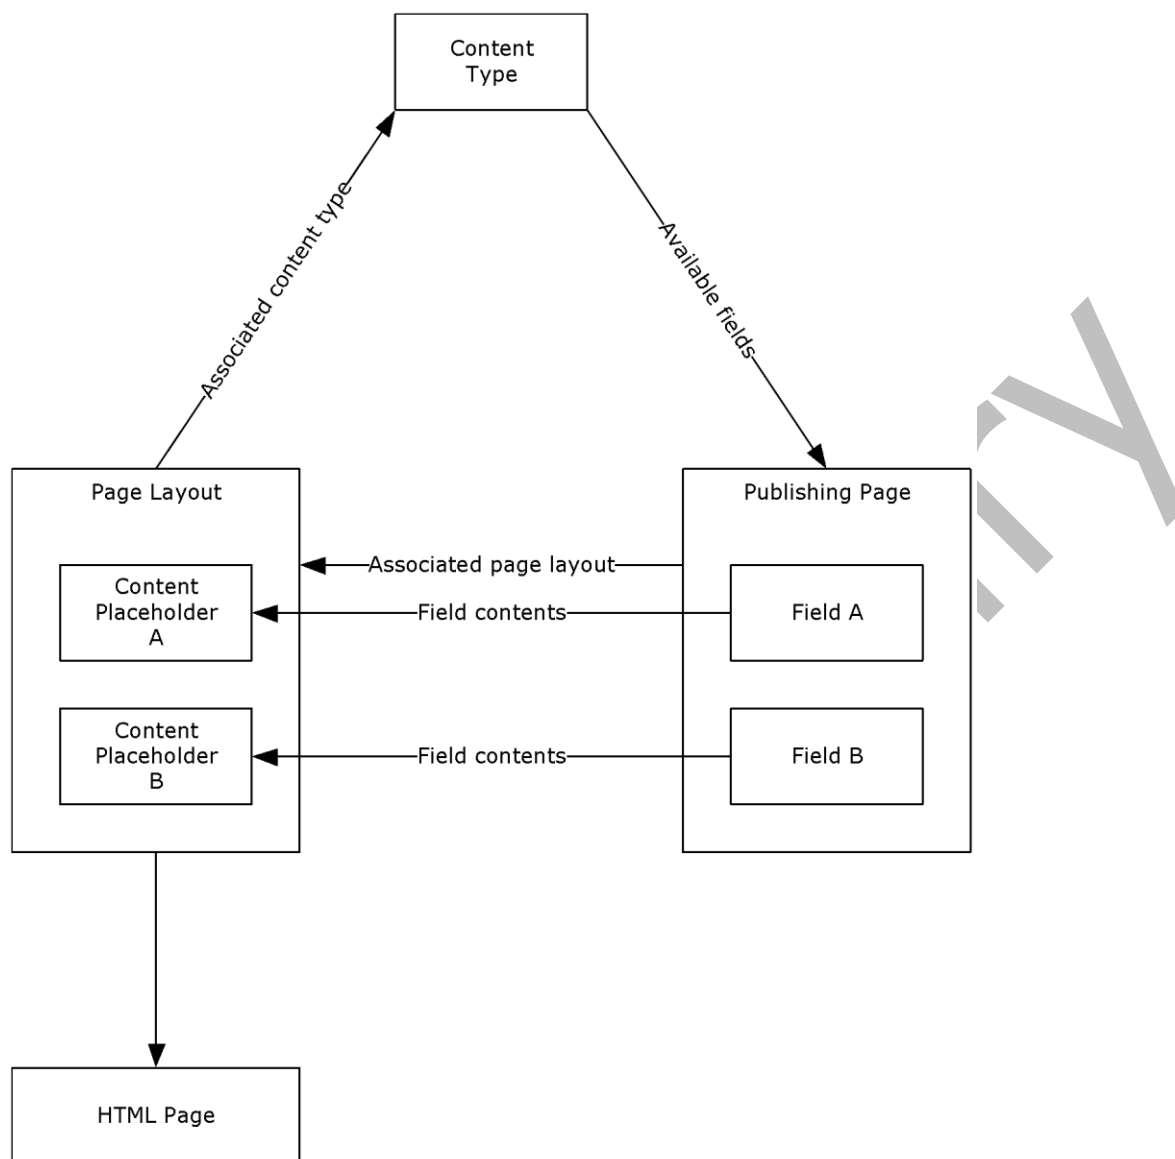 Content
Type
Associated content type
Available fields
Page Layout
Publishing Page
Associated page layout
Content
Placeholder
A
Field contents
Field A
Content
Placeholder
B
Field contents
Field B
HTML Page